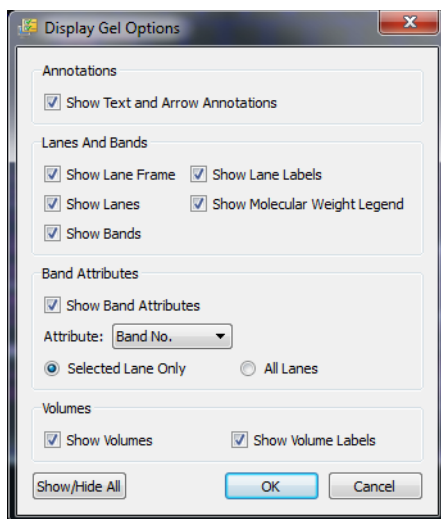 Display Gel Options
Annotations
Show Text and Arrow Annotations
Lanes And Bands
Show Lane Frame Show Lane Labels
Show Lanes Show Molecular Weight Legend
Show Bands
Band Attributes
Show Band Attributes
Attribute: Band No.
Selected Lane Only All Lanes
Volumes
Show Volumes Show Volume Labels
Show/Hide All OK Cancel